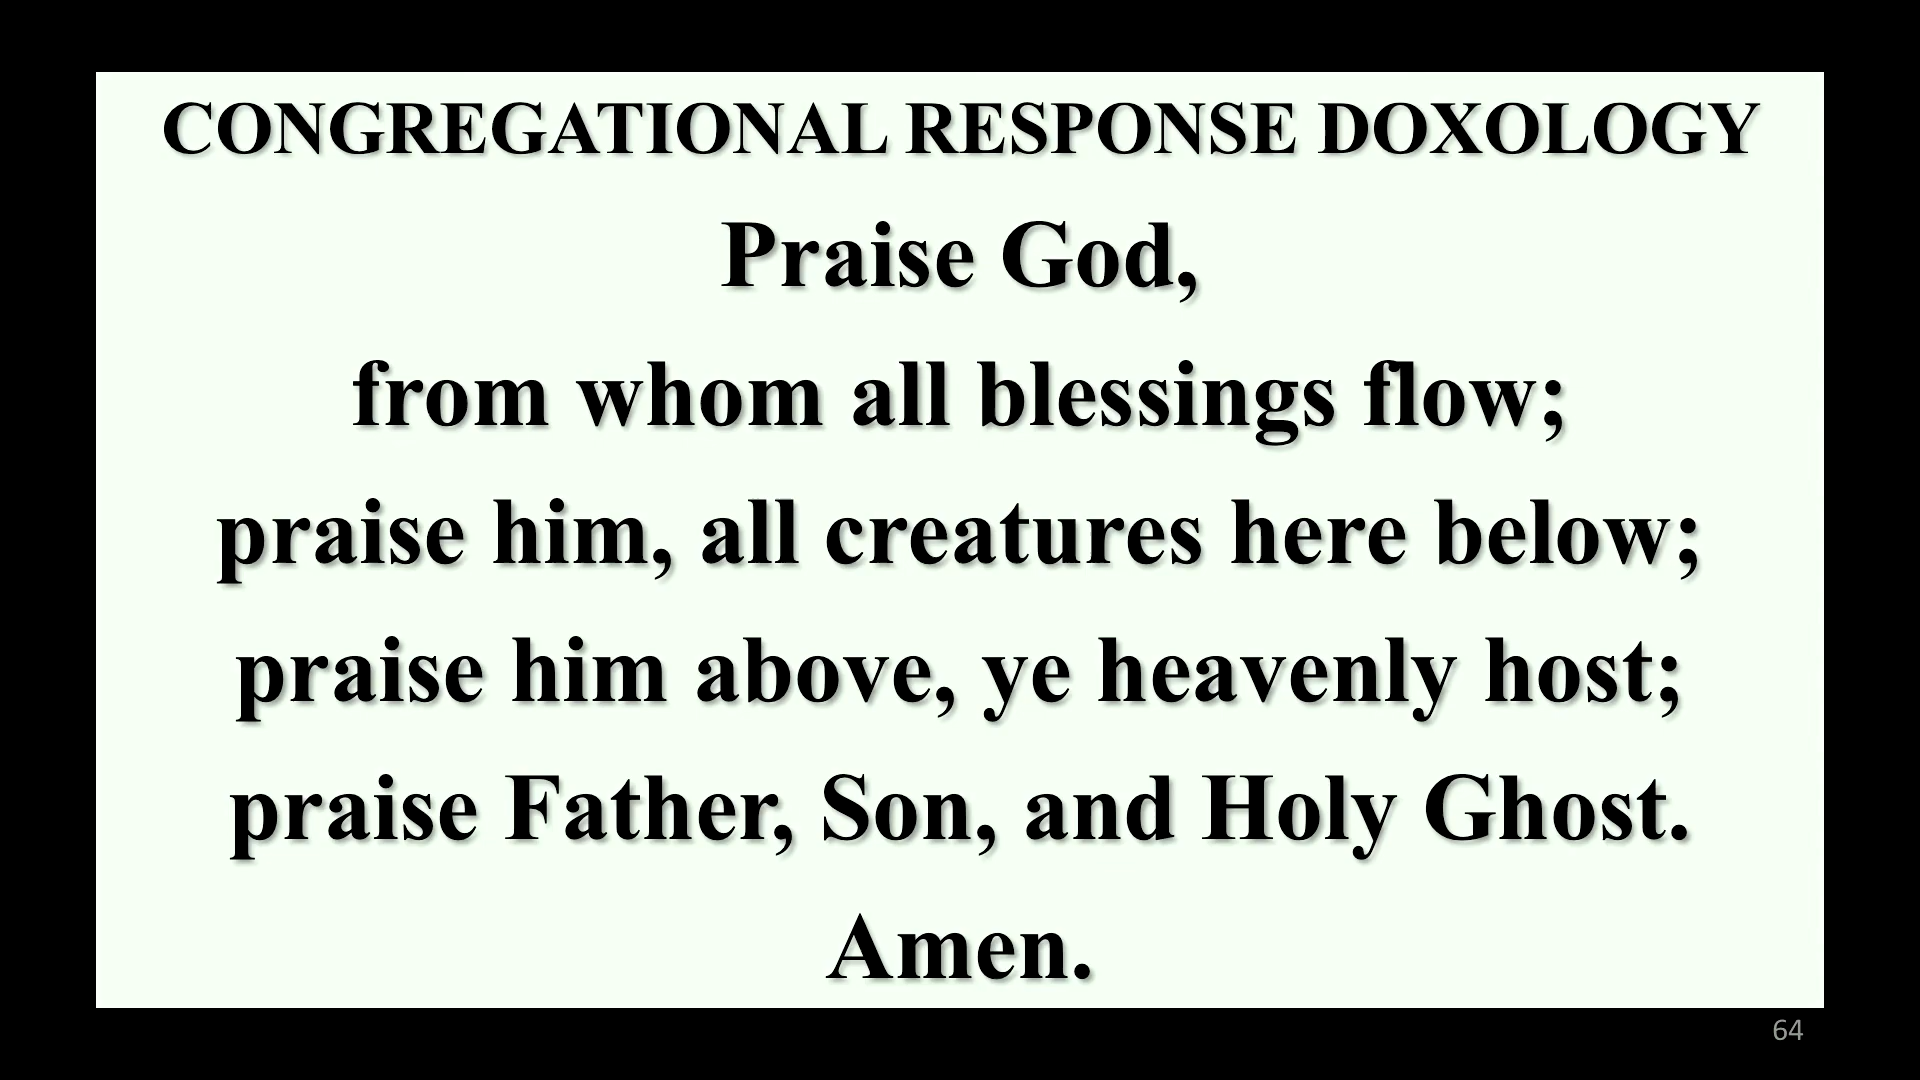 CONGREGATIONAL RESPONSE DOXOLOGY
Praise God,
from whom all blessings flow;
praise him, all creatures here below;
praise him above, ye heavenly host;
praise Father, Son, and Holy Ghost.
Amen.
64